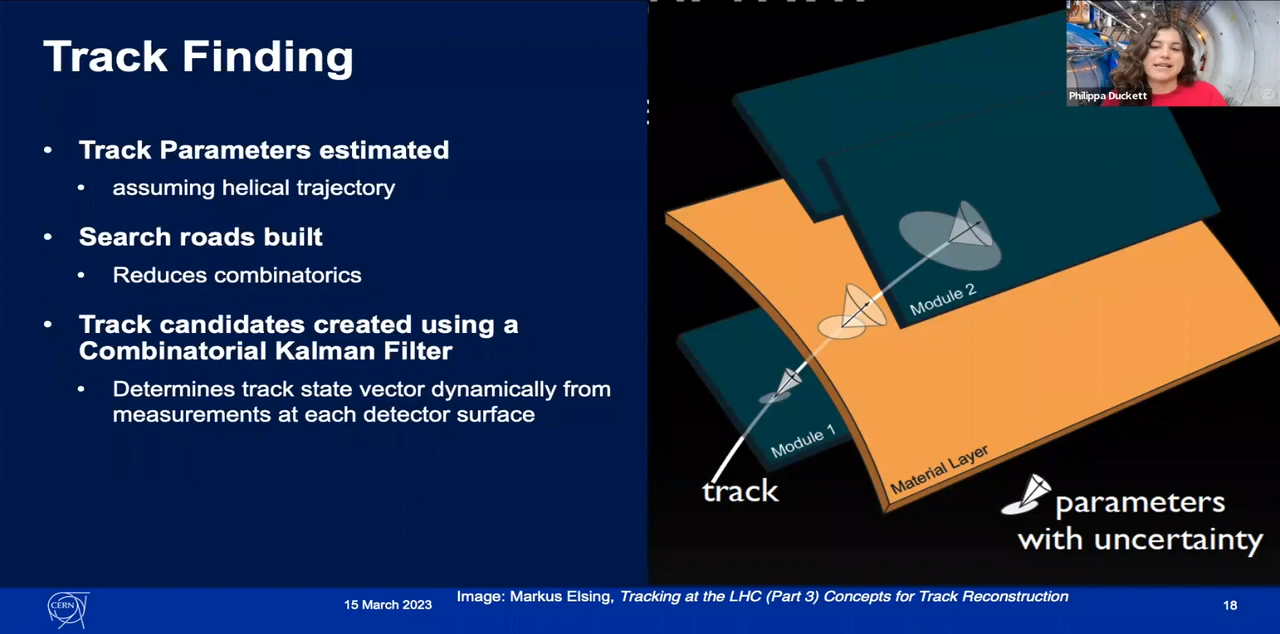 Track Finding
• Track Parameters estimated
• assuming helical trajectory
• Search roads built
• Reduces combinatorics
• Track candidates created using a
Combinatorial Kalman Filter
• Determines track state vector dynamically from
measurements at each detector surface
Philippa Duckett
Module 2
Module 1
Material Layer
track
parameters
with uncertainty
CERN
15 March 2023
Image: Markus Elsing, Tracking at the LHC (Part 3) Concepts for Track Reconstruction
18